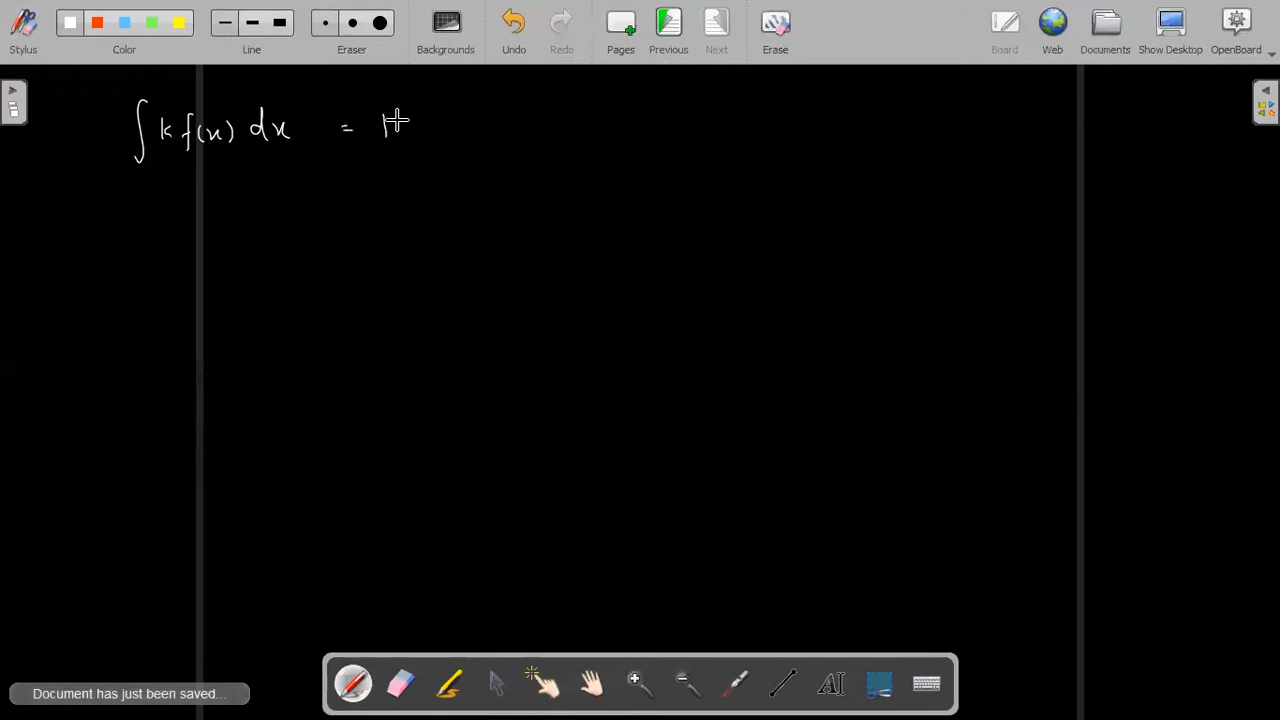 Stylus Color Line Eraser Backgrounds Undo Redo Pages Previous Next Erase Board Web Documents Show Desktop OpenBoard
∫ k f(x) dx =
Document has just been saved...